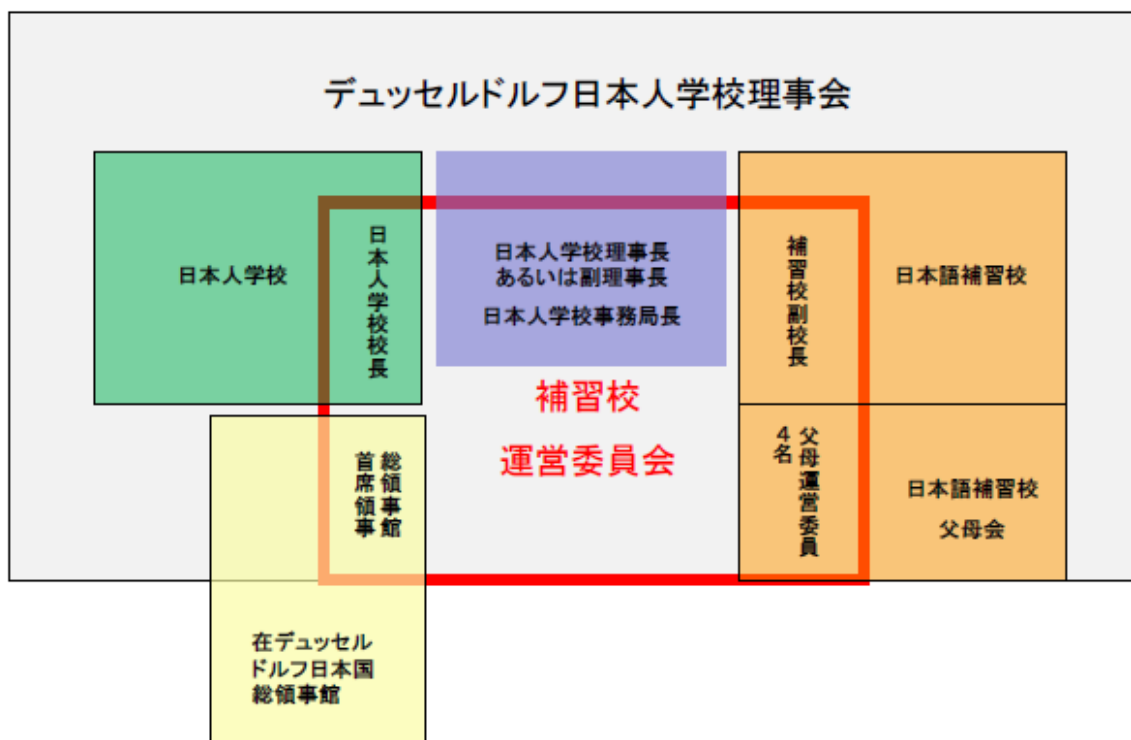 デュッセルドルフ日本人学校理事会
日本人学校
日本人学校校長
日本人学校理事長
あるいは副理事長
日本人学校事務局長
補習校副校長
日本語補習校
補習校
運営委員会
総領事館
首席領事
父母運営委員
4名
日本語補習校
父母会
在デュッセル
ドルフ日本国
総領事館